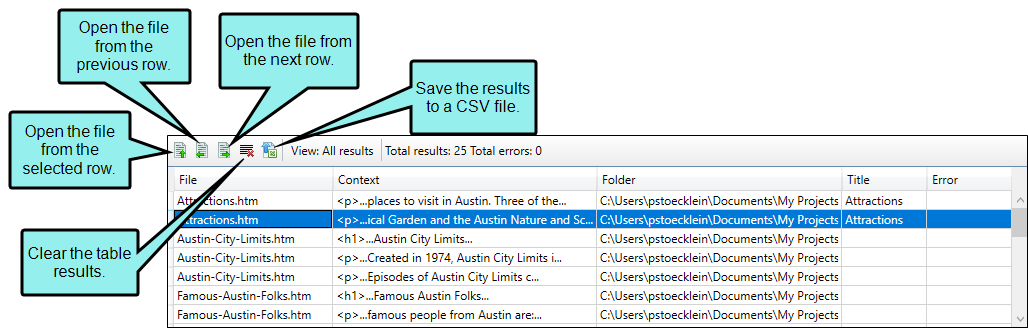 Open the file
from the
previous row.
Open the file from
the next row.
Save the results
to a CSV file.
Open the file
from the
selected row.
Clear the table
results.
View: All results Total results: 25 Total errors: 0
File Context Folder Title Error
Attractions.htm <p>...places to visit in Austin. Three of the... C:\Users\pstoecklein\Documents\My Projects Attractions
Attractions.htm <p>...ical Garden and the Austin Nature and Sc... C:\Users\pstoecklein\Documents\My Projects Attractions
Austin-City-Limits.htm <h1>...Austin City Limits... C:\Users\pstoecklein\Documents\My Projects
Austin-City-Limits.htm <p>...Created in 1974, Austin City Limits i... C:\Users\pstoecklein\Documents\My Projects
Austin-City-Limits.htm <p>...Episodes of Austin City Limits c... C:\Users\pstoecklein\Documents\My Projects
Famous-Austin-Folks.htm <h1>...Famous Austin Folks... C:\Users\pstoecklein\Documents\My Projects
Famous-Austin-Folks.htm <p>...famous people from Austin are:... C:\Users\pstoecklein\Documents\My Projects